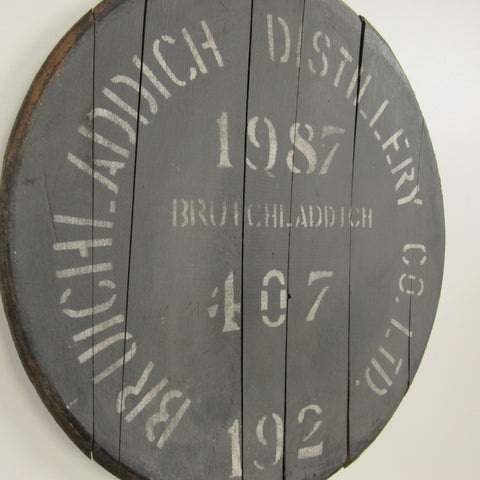 BRUICHLADDICH DISTILLERY CO. LTD.
1987
BRUICHLADDICH
407
192